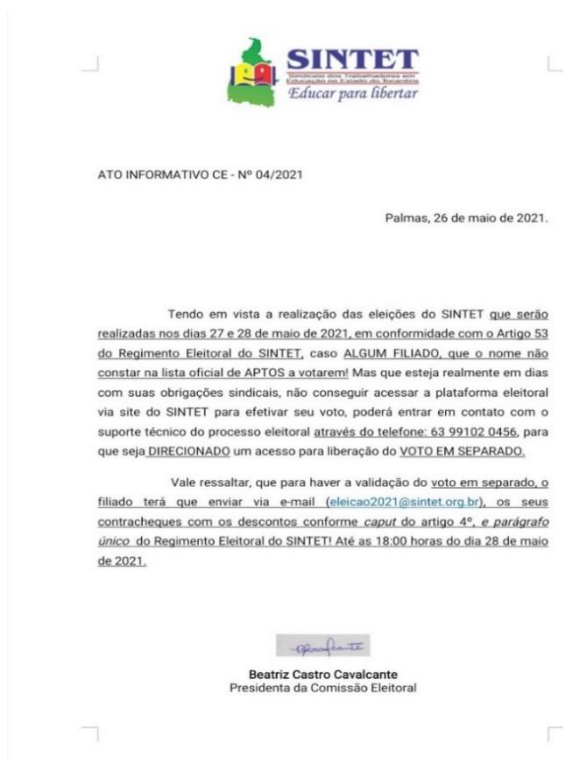 SINTET
Sindicato dos Trabalhadores em
Educação no Estado do Tocantins
Educar para libertar
ATO INFORMATIVO CE - Nº 04/2021
Palmas, 26 de maio de 2021.
Tendo em vista a realização das eleições do SINTET que serão
realizadas nos dias 27 e 28 de maio de 2021, em conformidade com o Artigo 53
do Regimento Eleitoral do SINTET, caso ALGUM FILIADO, que o nome não
constar na lista oficial de APTOS a votarem! Mas que esteja realmente em dias
com suas obrigações sindicais, não conseguir acessar a plataforma eleitoral
via site do SINTET para efetivar seu voto, poderá entrar em contato com o
suporte técnico do processo eleitoral através do telefone: 63 99102 0456, para
que seja DIRECIONADO um acesso para liberação do VOTO EM SEPARADO.
Vale ressaltar, que para haver a validação do voto em separado, o
filiado terá que enviar via e-mail (eleicao2021@sintet.org.br), os seus
contracheques com os descontos conforme caput do artigo 4º, e parágrafo
único do Regimento Eleitoral do SINTET! Até as 18:00 horas do dia 28 de maio
de 2021.
Beatriz Castro Cavalcante
Presidenta da Comissão Eleitoral